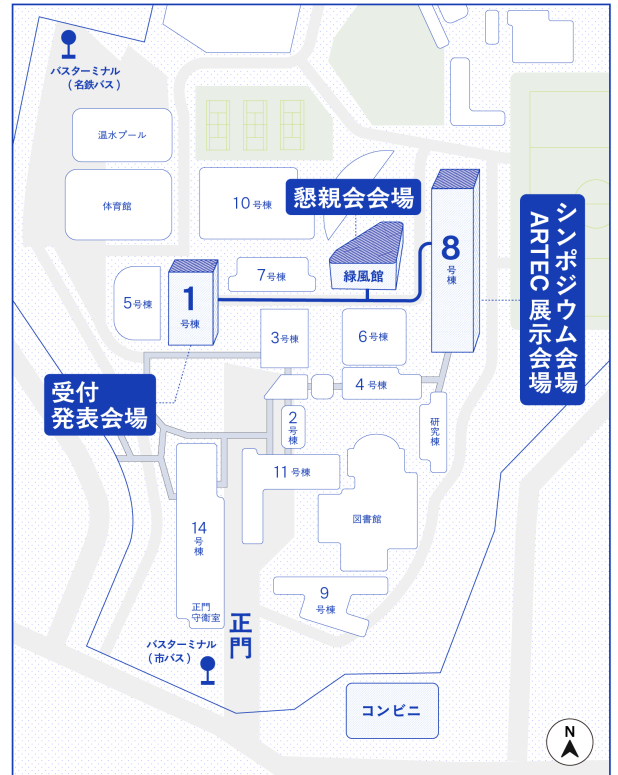 バスターミナル
(名鉄バス)
温水プール
体育館
10号棟
懇親会会場
8
号棟
シンポジウム会場
ARTEC 展示会場
緑風館
7号棟
5号棟
1
号棟
3号棟
6号棟
受付
発表会場
4号棟
2
号棟
研究棟
11号棟
14
号棟
図書館
9
号棟
正門
守衛室
正門
バスターミナル
(市バス)
コンビニ
N